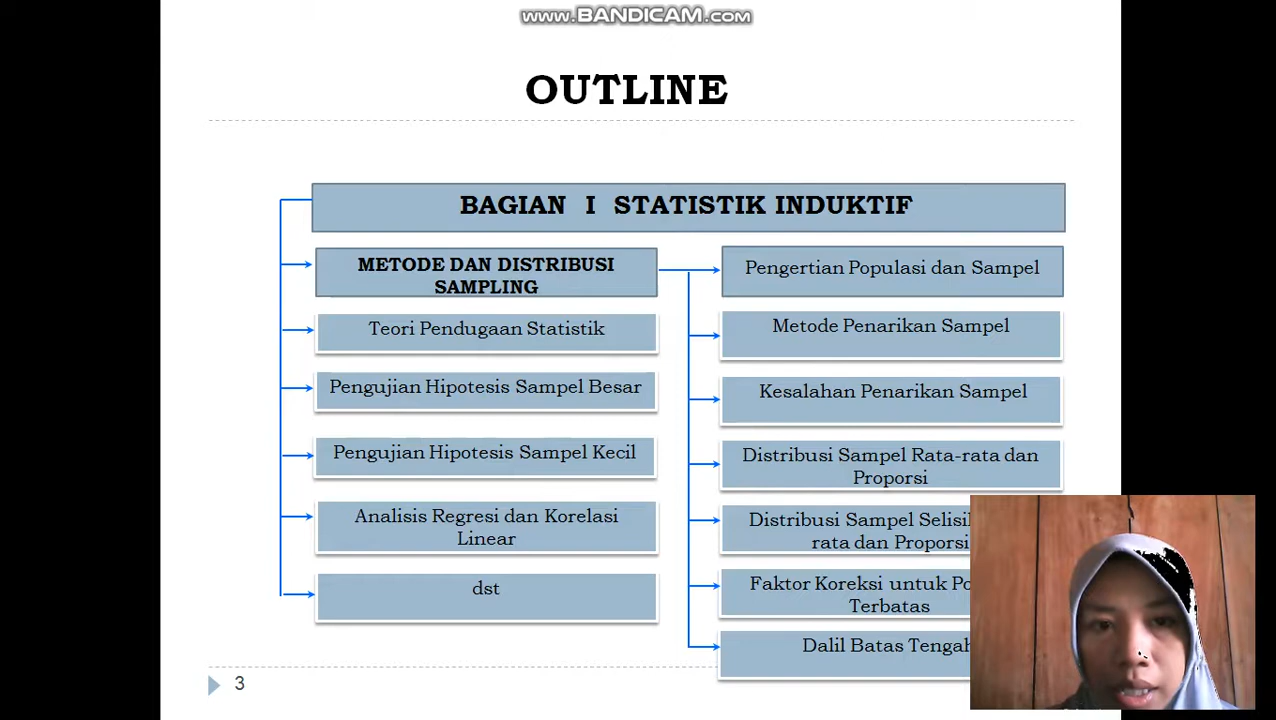 www.BANDICAM.com
OUTLINE
BAGIAN I STATISTIK INDUKTIF
METODE DAN DISTRIBUSI
SAMPLING
Teori Pendugaan Statistik
Pengujian Hipotesis Sampel Besar
Pengujian Hipotesis Sampel Kecil
Analisis Regresi dan Korelasi
Linear
dst
Pengertian Populasi dan Sampel
Metode Penarikan Sampel
Kesalahan Penarikan Sampel
Distribusi Sampel Rata-rata dan
Proporsi
Distribusi Sampel
rata dan Proporsi
Faktor Koreksi untuk
Terbatas
Dalil Batas
3